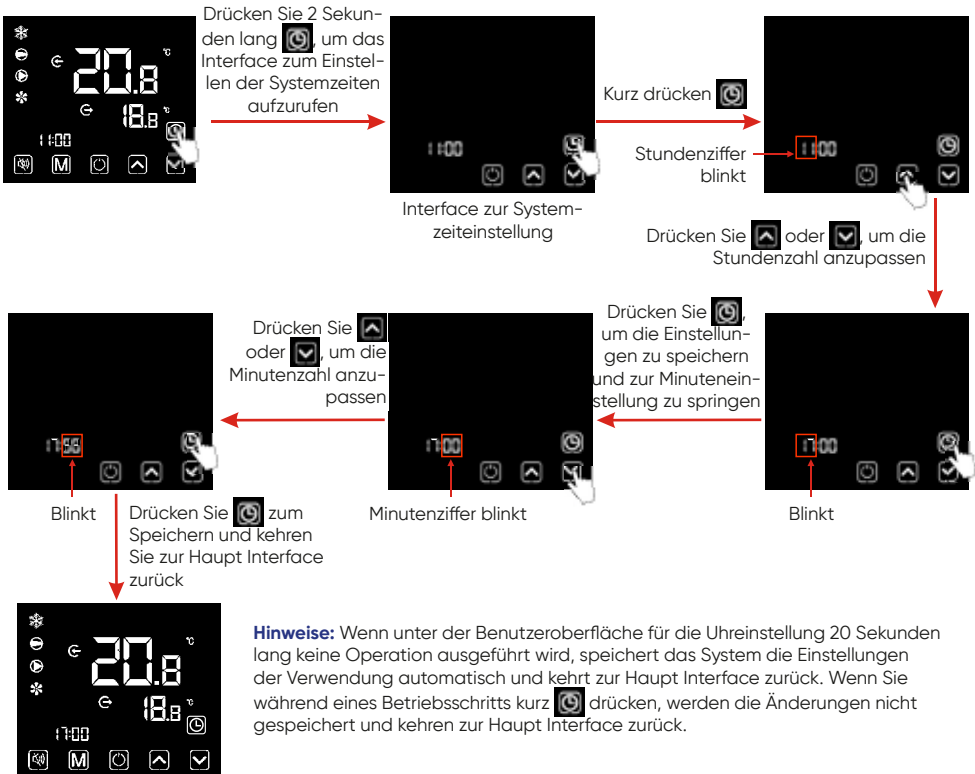 Drücken Sie 2 Sekun-
den lang , um das
Interface zum Einstel-
len der Systemzeiten
aufzurufen
20.8 °C
18.8 °C
11:00
M
11:00
Interface zur System-
zeiteinstellung
Kurz drücken
Stundenziffer
blinkt
11:00
Drücken Sie oder , um die
Stundenzahl anzupassen
17:00
Blinkt
Drücken Sie ,
um die Einstellun-
gen zu speichern
und zur Minutenein-
stellung zu springen
17:00
Minutenziffer blinkt
Drücken Sie
oder , um die
Minutenzahl anzu-
passen
17:56
Blinkt
Drücken Sie zum
Speichern und kehren
Sie zur Haupt Interface
zurück
20.8 °C
18.8 °C
17:00
M
Hinweise: Wenn unter der Benutzeroberfläche für die Uhreinstellung 20 Sekunden
lang keine Operation ausgeführt wird, speichert das System die Einstellungen
der Verwendung automatisch und kehrt zur Haupt Interface zurück. Wenn Sie
während eines Betriebsschritts kurz drücken, werden die Änderungen nicht
gespeichert und kehren zur Haupt Interface zurück.